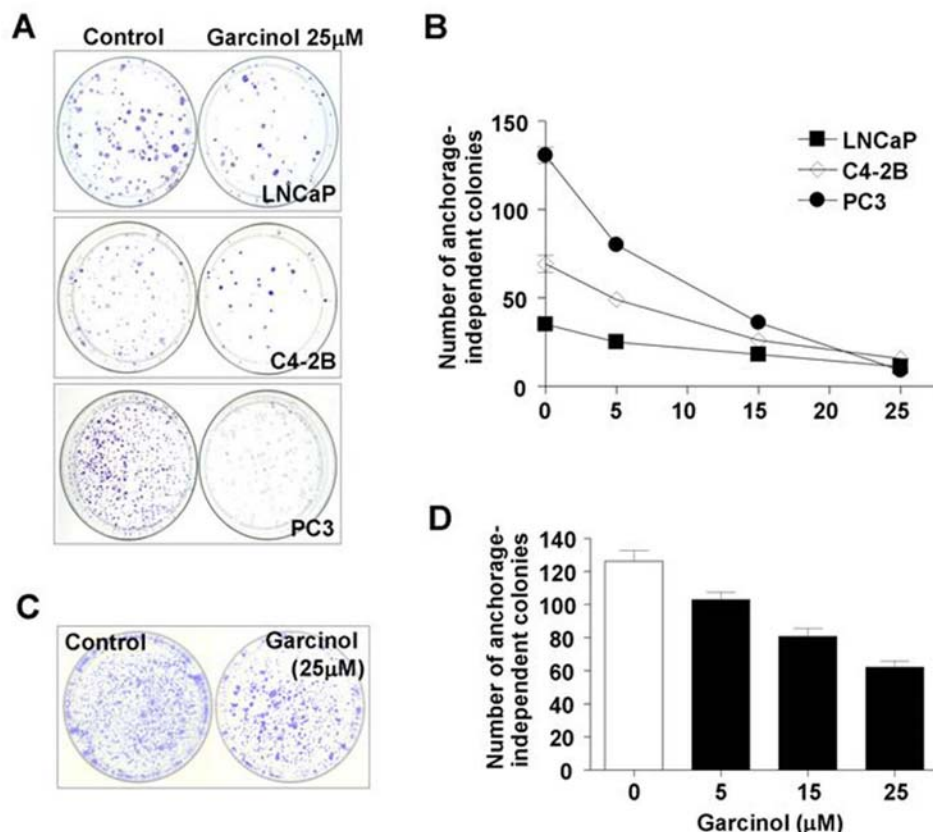 A
Control Garcinol 25µM
LNCaP
C4-2B
PC3
B
Number of anchorage-
independent colonies
150
100
50
0
0 5 10 15 20 25
LNCaP
C4-2B
PC3
C
Control
Garcinol
(25µM)
D
Number of anchorage-
independent colonies
140
120
100
80
60
40
20
0
0 5 15 25
Garcinol (µM)